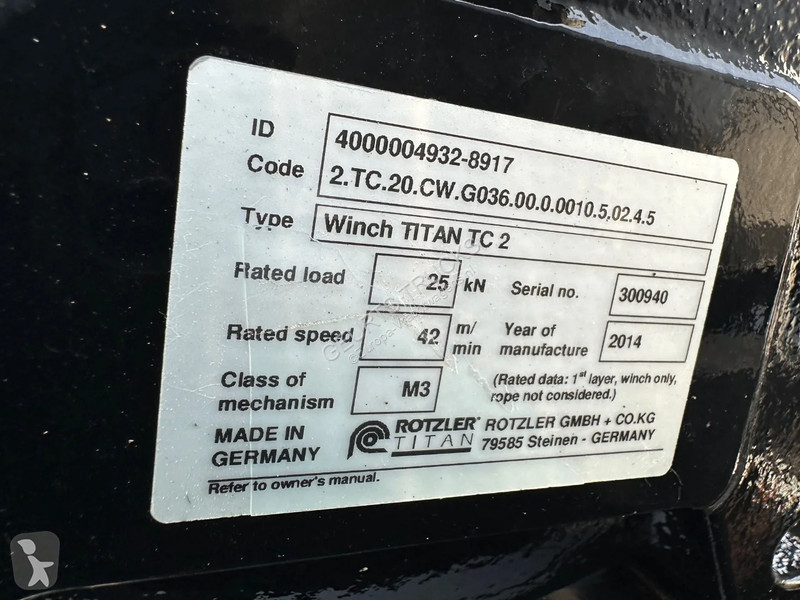 ID 4000004932-8917
Code 2.TC.20.CW.G036.00.0.0010.5.02.4.5
Type Winch TITAN TC 2
Rated load 25 kN Serial no. 300940
Rated speed 42 m/min Year of manufacture 2014
Class of mechanism M3 (Rated data: 1st layer, winch only,
rope not considered.)
MADE IN GERMANY ROTZLER® TITAN ROTZLER GMBH + CO.KG
79585 Steinen - GERMANY
Refer to owner's manual.